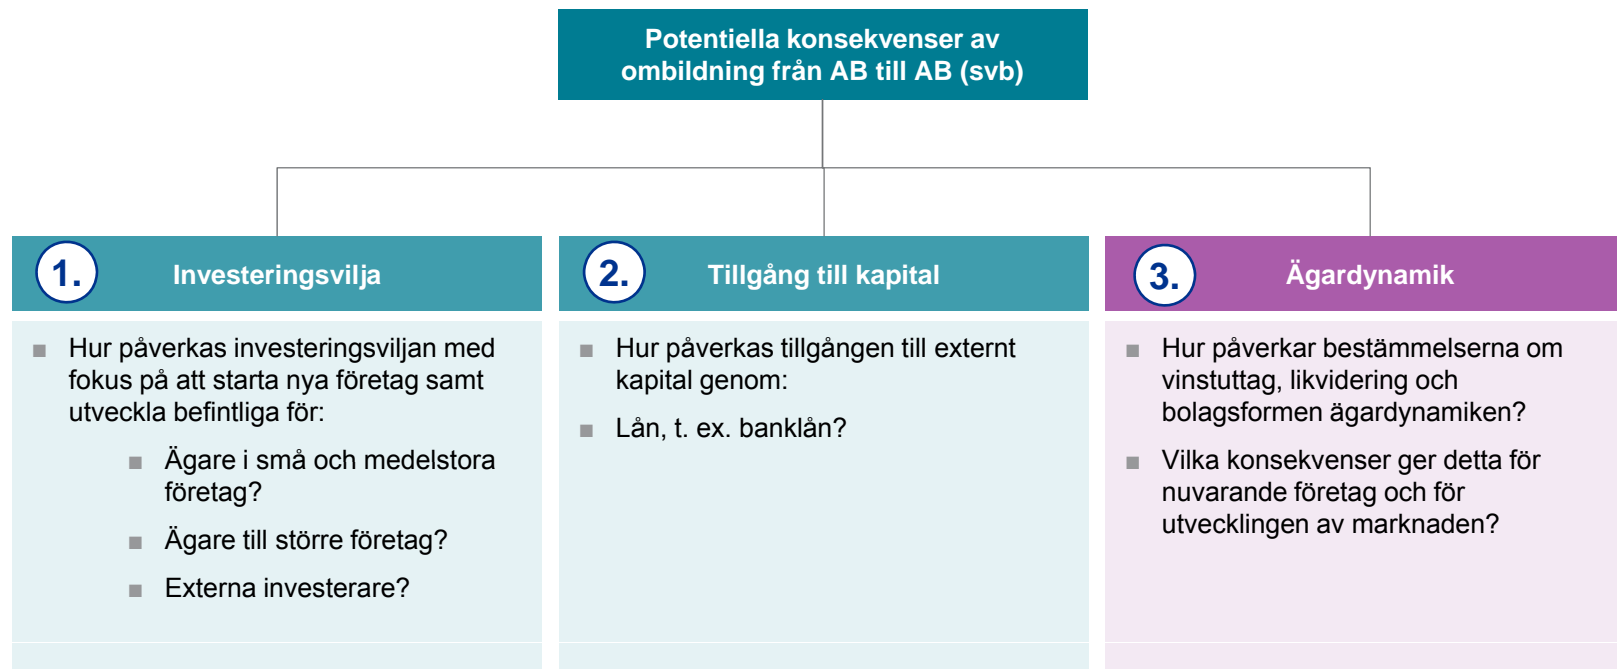 Potentiella konsekvenser av
ombildning från AB till AB (svb)
1.
Investeringsvilja
Hur påverkas investeringsviljan med
fokus på att starta nya företag samt
utveckla befintliga för:
Ägare i små och medelstora
företag?
Ägare till större företag?
Externa investerare?
2.
Tillgång till kapital
Hur påverkas tillgången till externt
kapital genom:
Lån, t. ex. banklån?
3.
Ägardynamik
Hur påverkar bestämmelserna om
vinstuttag, likvidering och
bolagsformen ägardynamiken?
Vilka konsekvenser ger detta för
nuvarande företag och för
utvecklingen av marknaden?